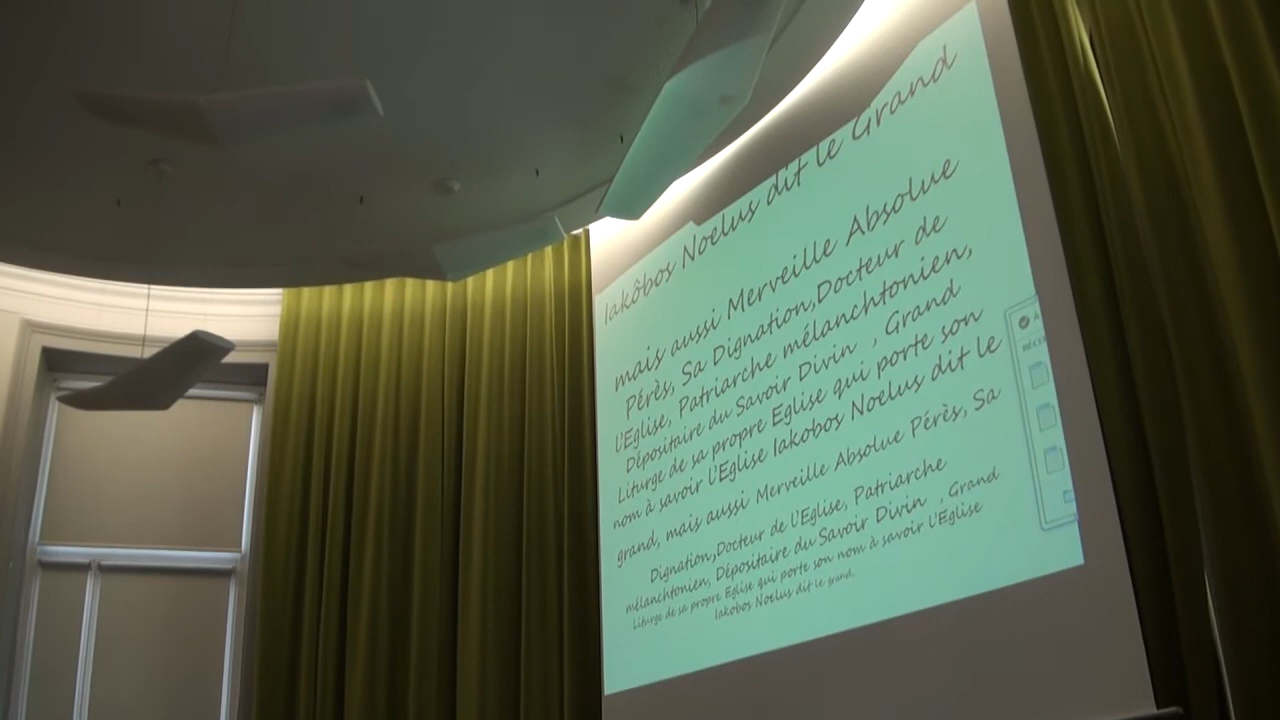 Iakôbos Noelus dit le Grand
mais aussi Merveille Absolue
Pérès, Sa Dignation,Docteur de
l'Eglise, Patriarche mélanchtonien,
Dépositaire du Savoir Divin , Grand
Liturge de sa propre Eglise qui porte son
nom à savoir l'Eglise Iakobos Noelus dit le
grand, mais aussi Merveille Absolue Pérès, Sa
Dignation,Docteur de l'Eglise, Patriarche
mélanchtonien, Dépositaire du Savoir Divin , Grand
Liturge de sa propre Eglise qui porte son nom à savoir l'Eglise
Iakobos Noelus dit le grand.